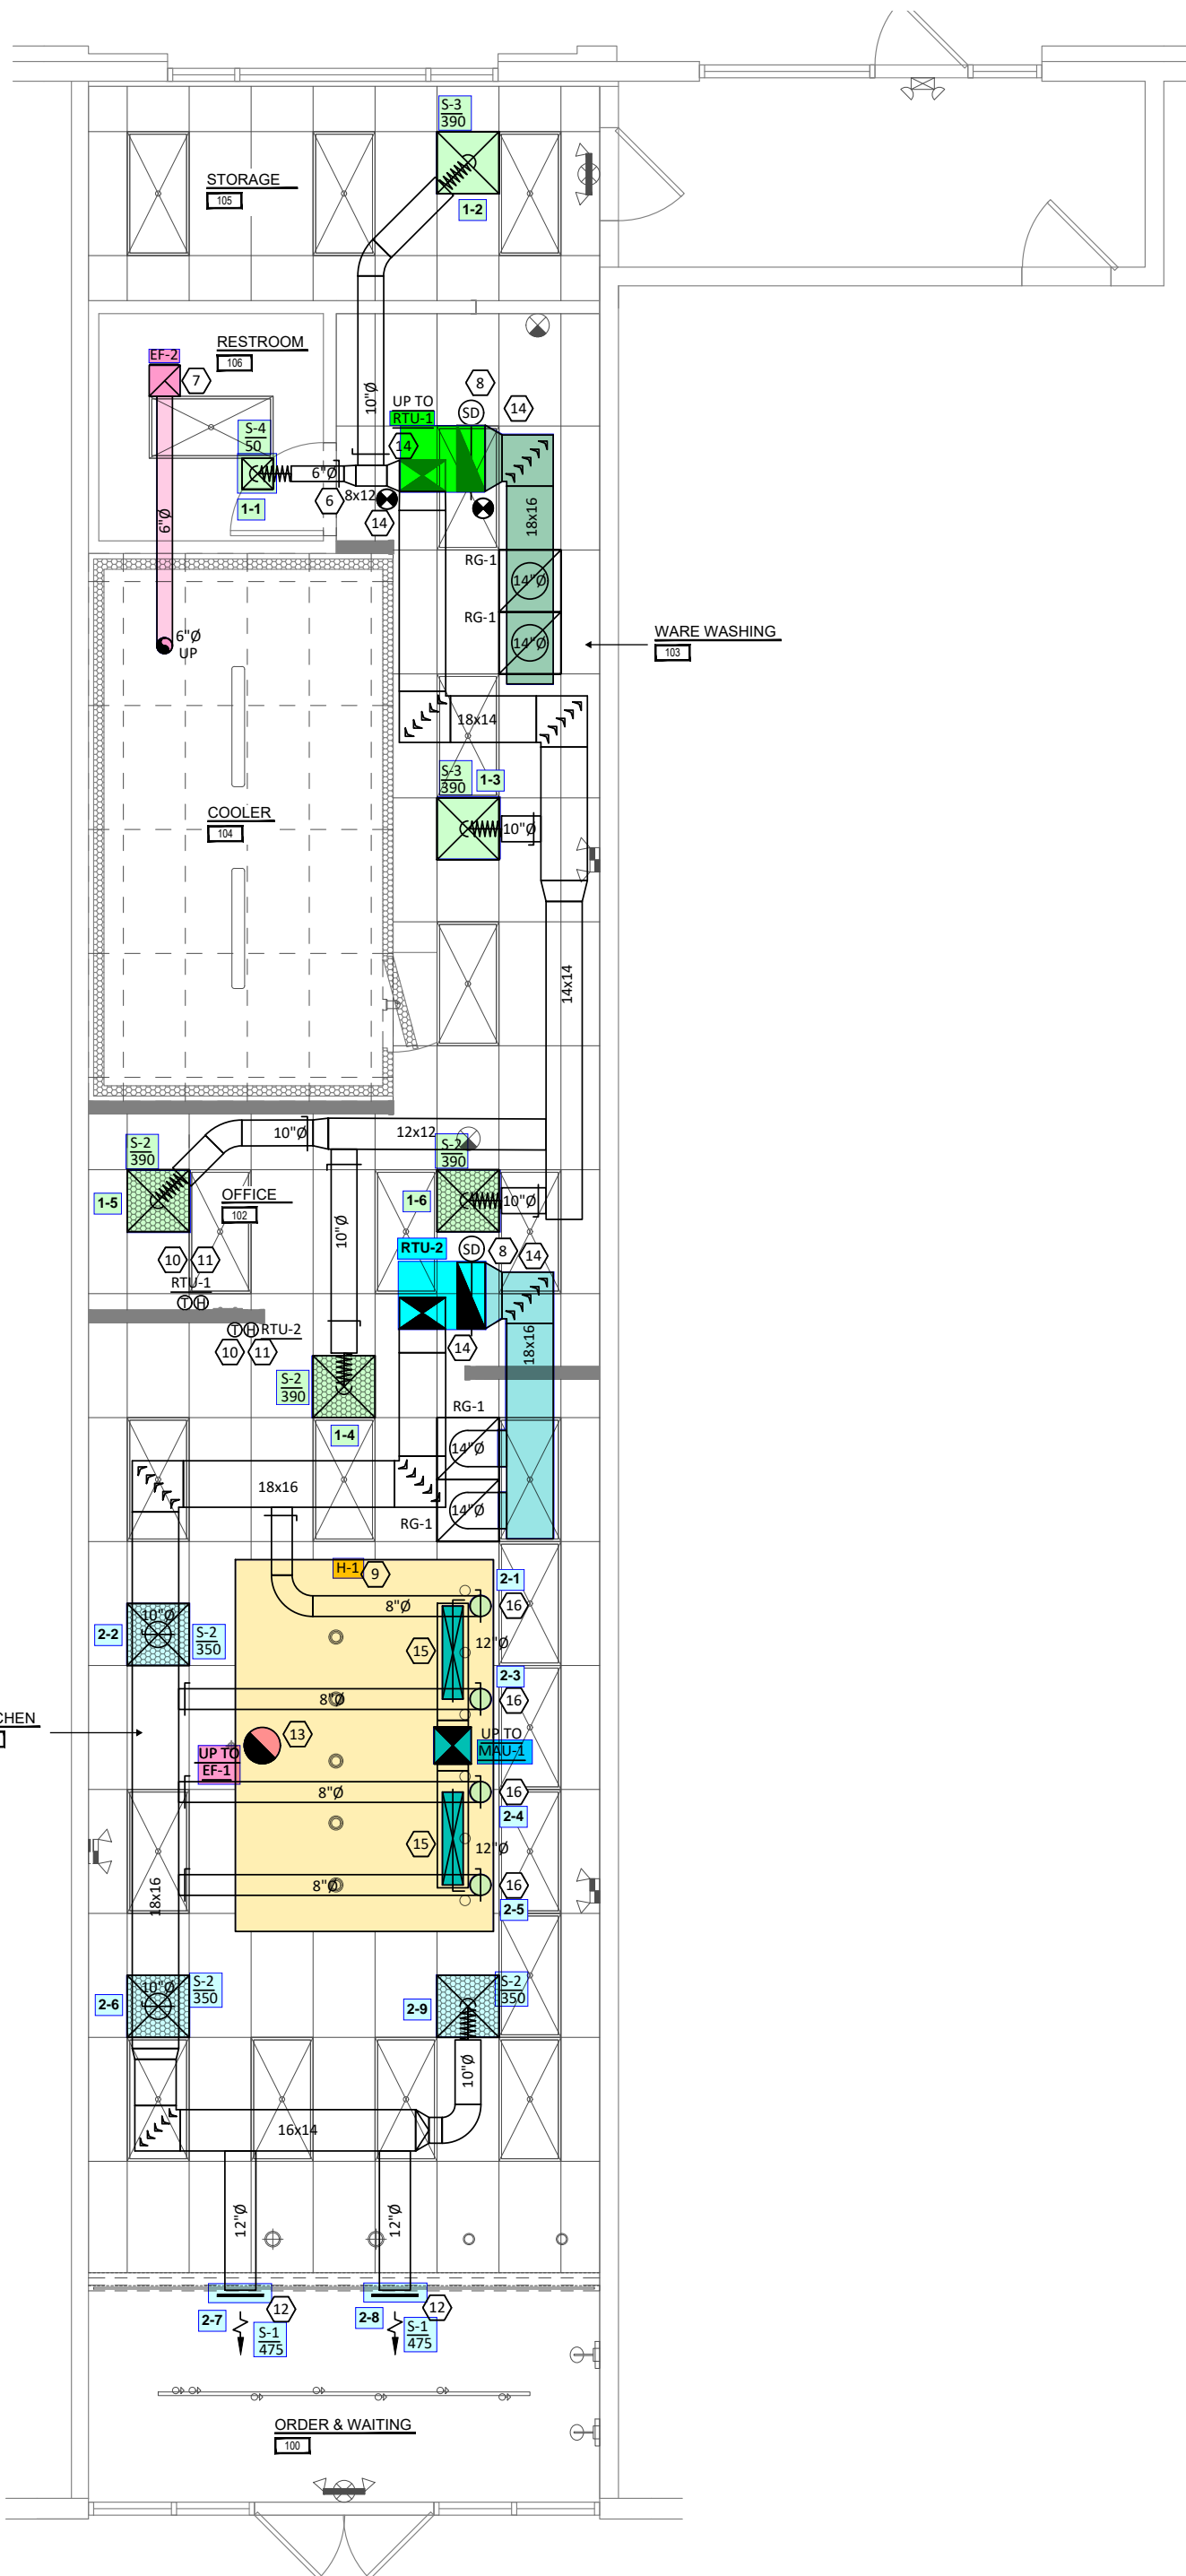 S-3
390
STORAGE
105
1-2
RESTROOM
106
EF-2
7
8
10"Ø
UP TO
RTU-1
SD
14
S-4
50
14
6"Ø
8x12
6
1-1
14
6"Ø
18x16
RG-1
14"Ø
RG-1
14"Ø
6"Ø
UP
WARE WASHING
103
18x14
S-3
390
1-3
COOLER
104
10"Ø
14x14
10"Ø
12x12
S-2
390
S-2
390
1-5
OFFICE
102
1-6
10"Ø
10"Ø
RTU-2
SD
8
14
10
11
RTU-1
T
H
T
H
RTU-2
10
11
14
18x16
S-2
390
1-4
RG-1
14"Ø
18x16
14"Ø
RG-1
H-1
9
2-1
8"Ø
16
10"Ø
2-2
S-2
350
15
12"Ø
2-3
8"Ø
16
CHEN
13
UP TO
EF-1
UP TO
MAU-1
8"Ø
16
2-4
15
12"Ø
18x16
8"Ø
16
2-5
10"Ø
S-2
350
S-2
350
2-6
2-9
10"Ø
16x14
12"Ø
12"Ø
12
12
2-7
2-8
S-1
475
S-1
475
ORDER & WAITING
100